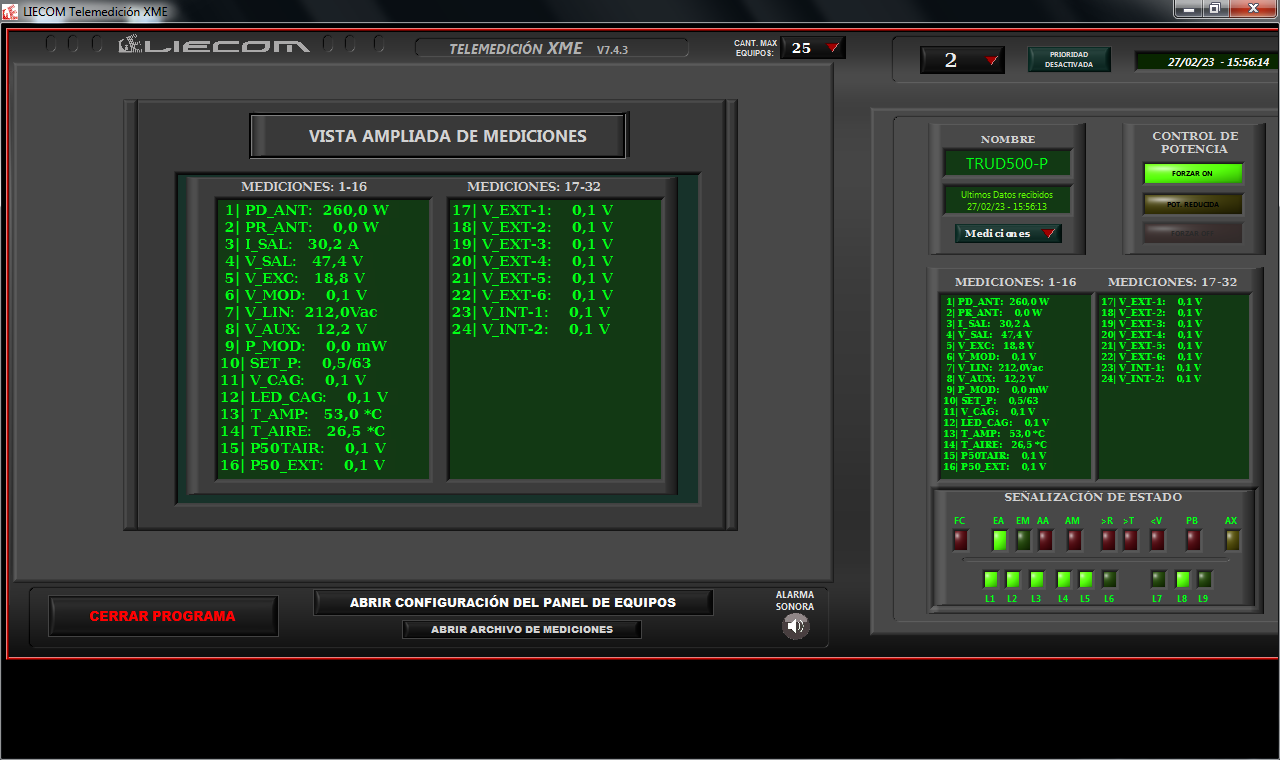 LIECOM Telemedición XME
LIECOM
TELEMEDICIÓN XME V7.4.3
CANT. MAX
EQUIPOS:
25
2
PRIORIDAD
DESACTIVADA
27/02/23 - 15:56:14
VISTA AMPLIADA DE MEDICIONES
MEDICIONES: 1-16
1| PD_ANT: 260,0 W
2| PR_ANT: 0,0 W
3| I_SAL: 30,2 A
4| V_SAL: 47,4 V
5| V_EXC: 18,8 V
6| V_MOD: 0,1 V
7| V_LIN: 212,0Vac
8| V_AUX: 12,2 V
9| P_MOD: 0,0 mW
10| SET_P: 0,5/63
11| V_CAG: 0,1 V
12| LED_CAG: 0,1 V
13| T_AMP: 53,0 *C
14| T_AIRE: 26,5 *C
15| P50TAIR: 0,1 V
16| P50_EXT: 0,1 V
MEDICIONES: 17-32
17| V_EXT-1: 0,1 V
18| V_EXT-2: 0,1 V
19| V_EXT-3: 0,1 V
20| V_EXT-4: 0,1 V
21| V_EXT-5: 0,1 V
22| V_EXT-6: 0,1 V
23| V_INT-1: 0,1 V
24| V_INT-2: 0,1 V
NOMBRE
TRUD500-P
Ultimos Datos recibidos
27/02/23 - 15:56:13
Mediciones
CONTROL DE
POTENCIA
FORZAR ON
POT. REDUCIDA
FORZAR OFF
MEDICIONES: 1-16
1| PD_ANT: 260,0 W
2| PR_ANT: 0,0 W
3| I_SAL: 30,2 A
4| V_SAL: 47,4 V
5| V_EXC: 18,8 V
6| V_MOD: 0,1 V
7| V_LIN: 212,0Vac
8| V_AUX: 12,2 V
9| P_MOD: 0,0 mW
10| SET_P: 0,5/63
11| V_CAG: 0,1 V
12| LED_CAG: 0,1 V
13| T_AMP: 53,0 *C
14| T_AIRE: 26,5 *C
15| P50TAIR: 0,1 V
16| P50_EXT: 0,1 V
MEDICIONES: 17-32
17| V_EXT-1: 0,1 V
18| V_EXT-2: 0,1 V
19| V_EXT-3: 0,1 V
20| V_EXT-4: 0,1 V
21| V_EXT-5: 0,1 V
22| V_EXT-6: 0,1 V
23| V_INT-1: 0,1 V
24| V_INT-2: 0,1 V
SEÑALIZACIÓN DE ESTADO
FC EA EM AA AM >R >T <V PB AX
L1 L2 L3 L4 L5 L6 L7 L8 L9
CERRAR PROGRAMA
ABRIR CONFIGURACIÓN DEL PANEL DE EQUIPOS
ABRIR ARCHIVO DE MEDICIONES
ALARMA
SONORA